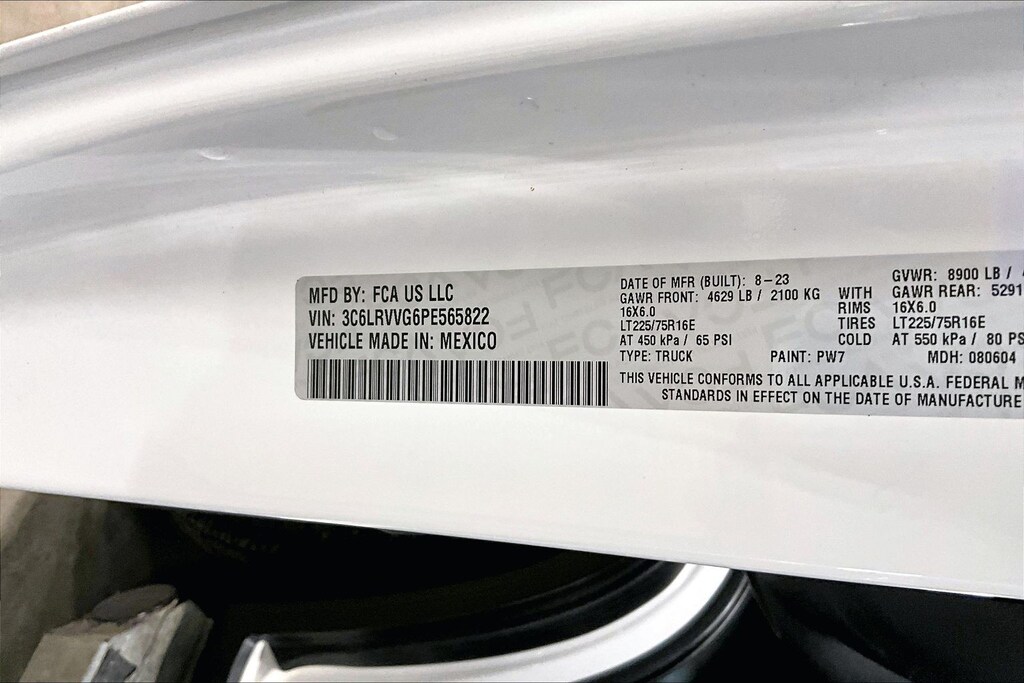 MFD BY: FCA US LLC
VIN: 3C6LRVVG6PE565822
VEHICLE MADE IN: MEXICO
DATE OF MFR (BUILT): 8-23
GAWR FRONT: 4629 LB / 2100 KG
16X6.0
LT225/75R16E
AT 450 kPa / 65 PSI
TYPE: TRUCK
WITH
RIMS
TIRES
COLD
PAINT: PW7
GVWR: 8900 LB /
GAWR REAR: 5291
16X6.0
LT225/75R16E
AT 550 kPa / 80 PS
MDH: 080604
THIS VEHICLE CONFORMS TO ALL APPLICABLE U.S.A. FEDERAL M
STANDARDS IN EFFECT ON THE DATE OF MANUFACTURE